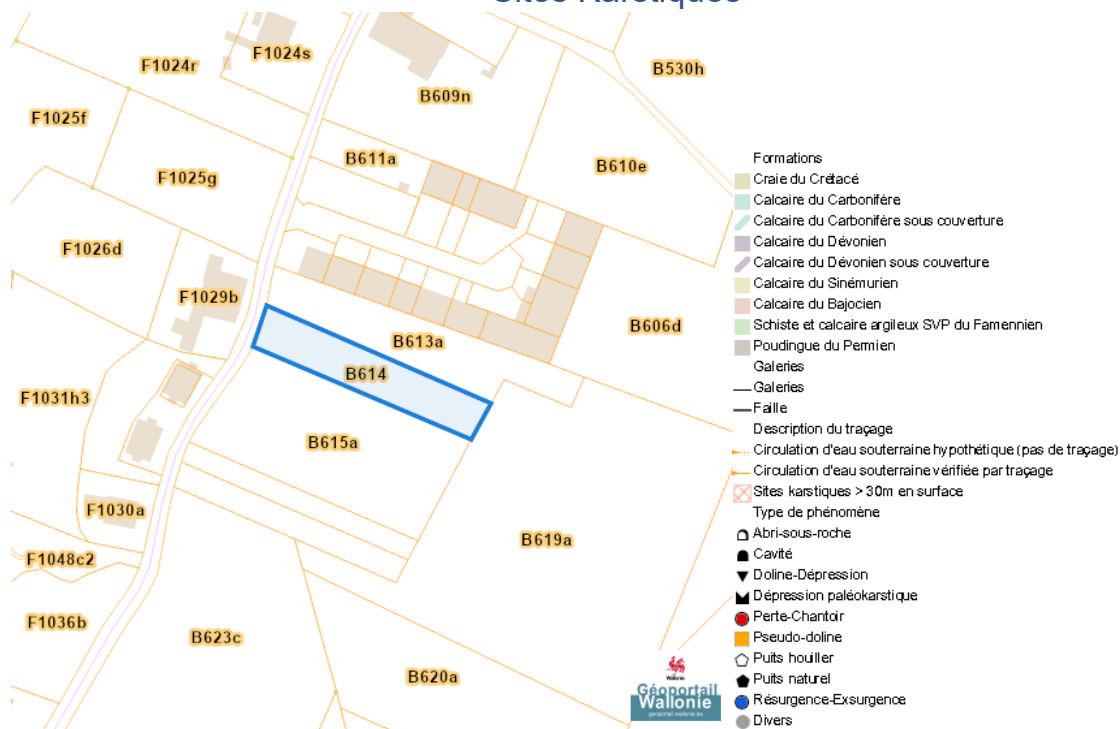 Sites Karstiques
F1024r
F1024s
B530h
B609n
F1025f
B611a
B610e
F1025g
F1026d
F1029b
B606d
B613a
B614
F1031h3
B615a
F1030a
B619a
F1048c2
F1036b
B623c
B620a
Formations
Craie du Crétacé
Calcaire du Carbonifère
Calcaire du Carbonifère sous couverture
Calcaire du Dévonien
Calcaire du Dévonien sous couverture
Calcaire du Sinémurien
Calcaire du Bajocien
Schiste et calcaire argileux SVP du Famennien
Poudingue du Permien
Galeries
Galeries
Faille
Description du traçage
Circulation d'eau souterraine hypothétique (pas de traçage)
Circulation d'eau souterraine vérifiée par traçage
Sites karstiques > 30m en surface
Type de phénomène
Abri-sous-roche
Cavité
Doline-Dépression
Dépression paléokarstique
Perte-Chantoir
Pseudo-doline
Puits houiller
Puits naturel
Résurgence-Exsurgence
Divers
Wallonie
Géoportail
Wallonie
geoportail.wallonie.be